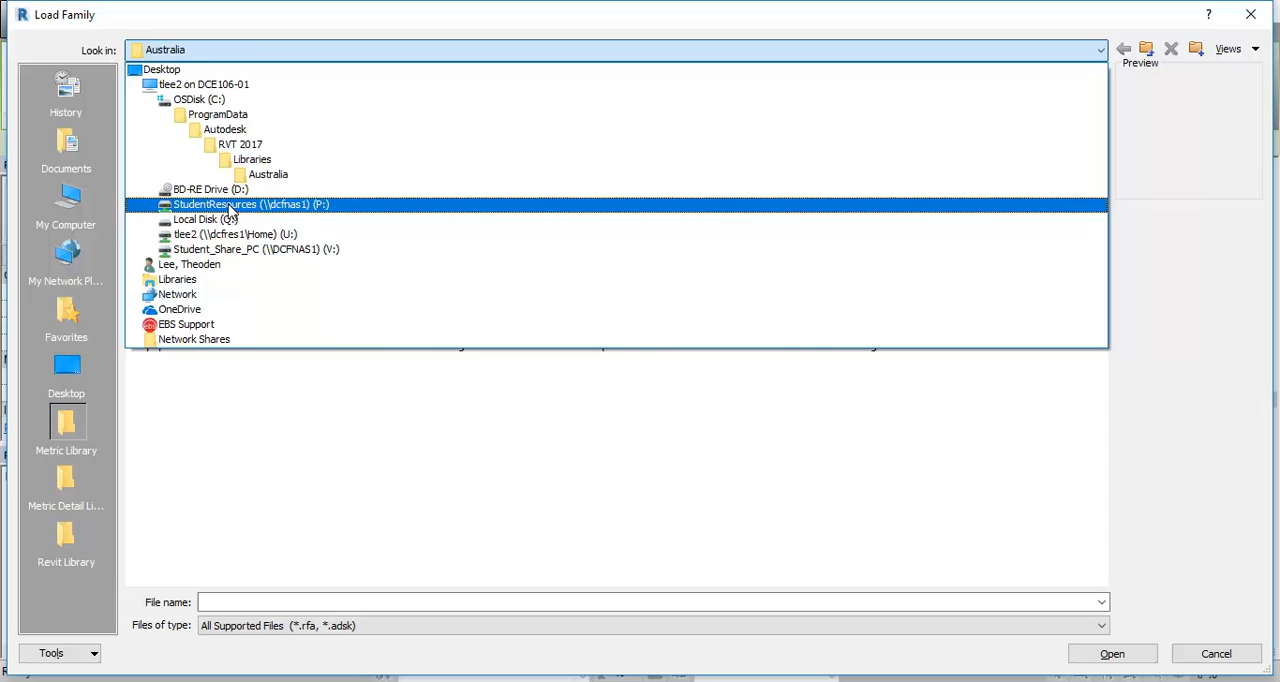 Load Family
?
Look in:
Australia
Views
Preview
Desktop
tlee2 on DCE106-01
OSDisk (C:)
ProgramData
Autodesk
RVT 2017
Libraries
Australia
BD-RE Drive (D:)
StudentResources (\\dcfnas1) (P:)
Local Disk
tlee2 (\\dcfres1\Home) (U:)
Student_Share_PC (\\DCFNAS1) (V:)
Lee, Theoden
Libraries
Network
OneDrive
EBS Support
Network Shares
History
Documents
My Computer
My Network Pl...
Favorites
Desktop
Metric Library
Metric Detail Li...
Revit Library
File name:
Files of type:
All Supported Files (*.rfa, *.adsk)
Tools
Open
Cancel